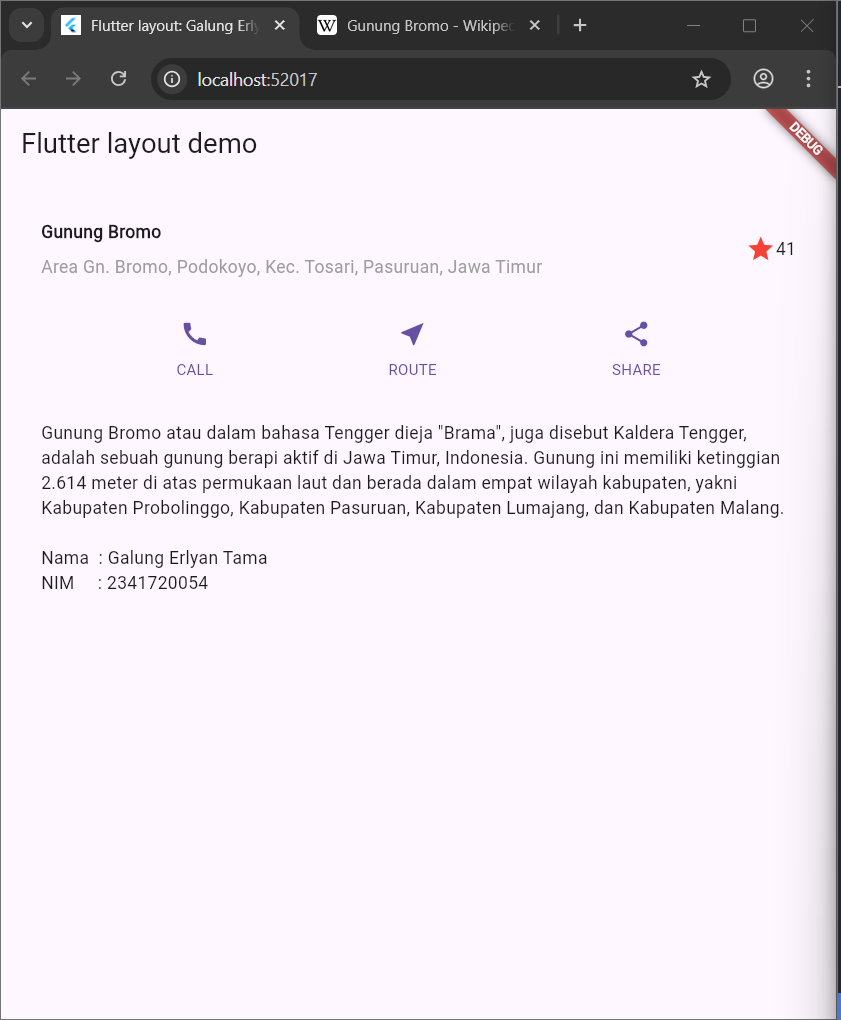 Flutter layout: Galung Erly
Gunung Bromo - Wikipe
localhost:52017
Flutter layout demo
DEBUG
Gunung Bromo
Area Gn. Bromo, Podokoyo, Kec. Tosari, Pasuruan, Jawa Timur
41
CALL
ROUTE
SHARE
Gunung Bromo atau dalam bahasa Tengger dieja "Brama", juga disebut Kaldera Tengger,
adalah sebuah gunung berapi aktif di Jawa Timur, Indonesia. Gunung ini memiliki ketinggian
2.614 meter di atas permukaan laut dan berada dalam empat wilayah kabupaten, yakni
Kabupaten Probolinggo, Kabupaten Pasuruan, Kabupaten Lumajang, dan Kabupaten Malang.
Nama : Galung Erlyan Tama
NIM : 2341720054